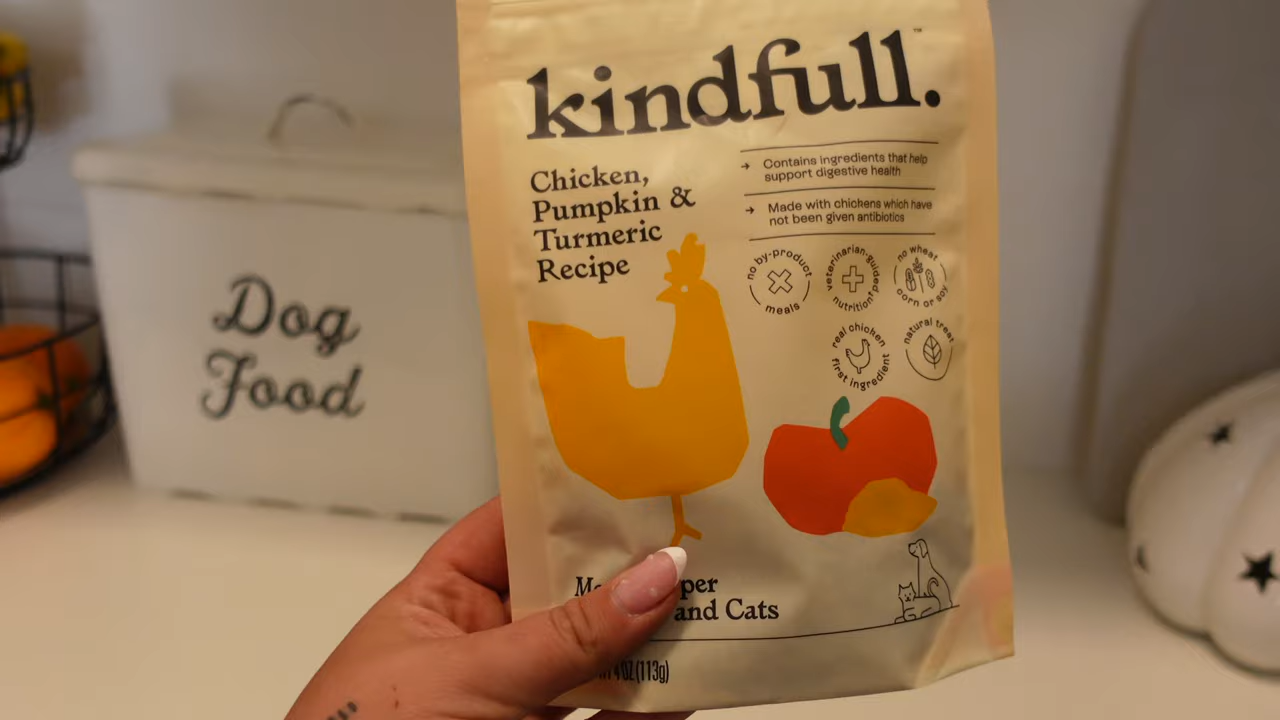 kindfull.™
Chicken,
Pumpkin &
Turmeric
Recipe
→ Contains ingredients that help
support digestive health
→ Made with chickens which have
not been given antibiotics
no by-product
meals
veterinarian-guided
nutrition
no wheat
corn or soy
real chicken
first ingredient
natural treat
and Cats
4 OZ (113g)
Dog
Food